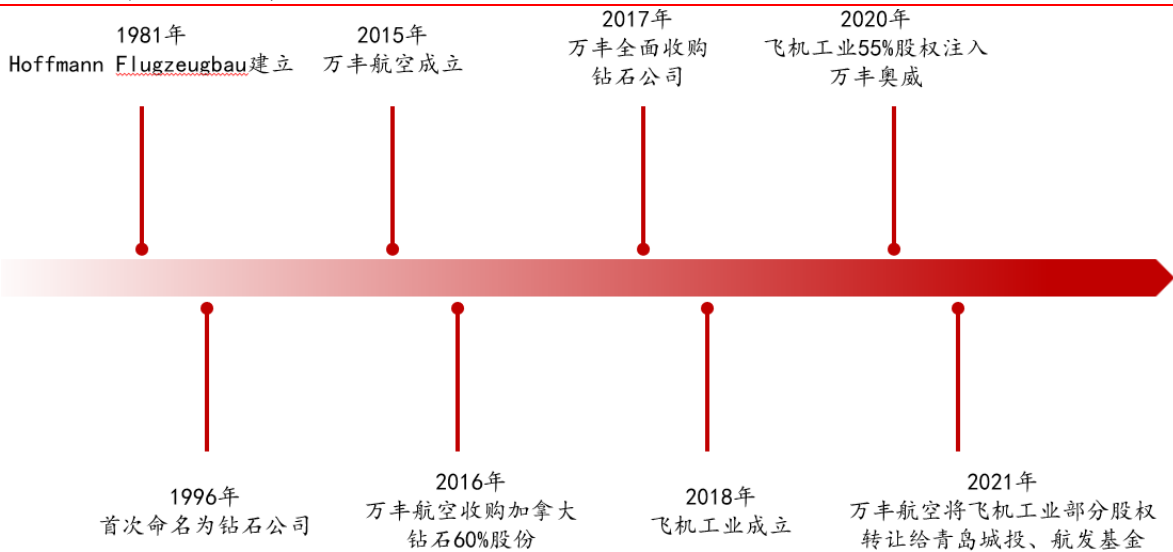 1981年
Hoffmann Flugzeugbau建立
2015年
万丰航空成立
2017年
万丰全面收购
钻石公司
2020年
飞机工业55%股权注入
万丰奥威
1996年
首次命名为钻石公司
2016年
万丰航空收购加拿大
钻石60%股份
2018年
飞机工业成立
2021年
万丰航空将飞机工业部分股权
转让给青岛城投、航发基金